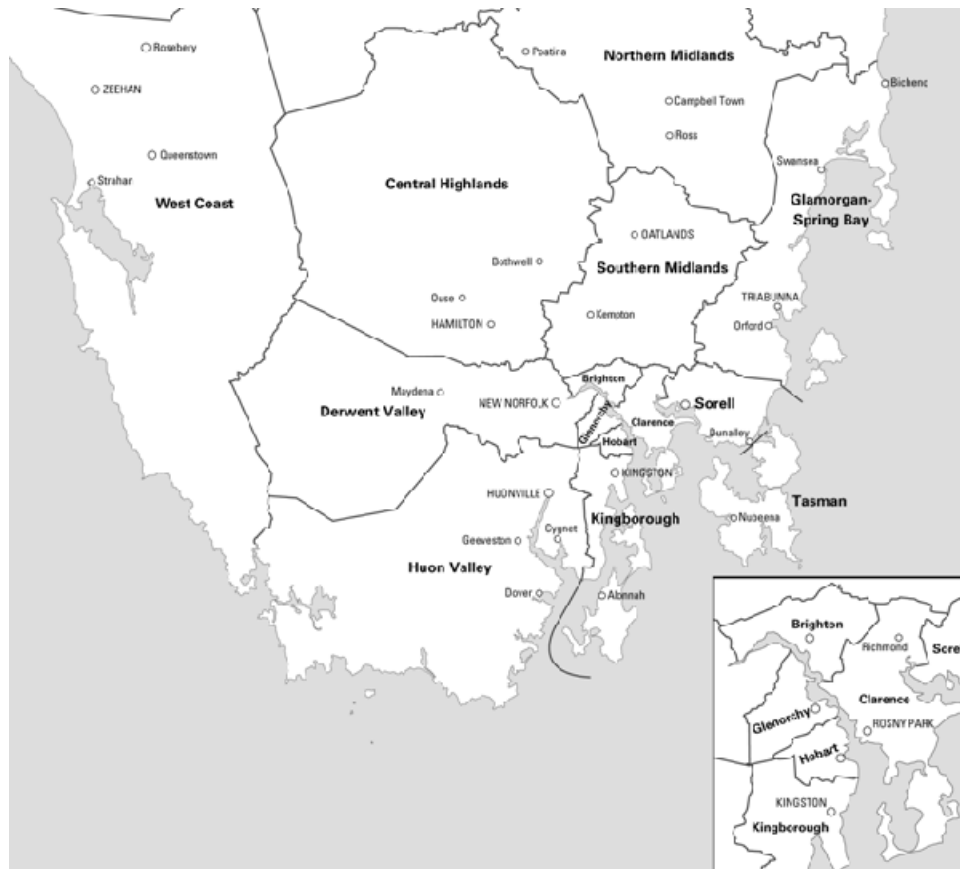 Rosebery
Poatina
Northern Midlands
ZEEHAN
Bicheno
Campbell Town
Ross
Queenstown
Swansea
Strahan
Central Highlands
West Coast
Glamorgan-
Spring Bay
OATLANDS
Bothwell
Southern Midlands
Ouse
TRIABUNNA
Kempton
HAMILTON
Orford
Brighton
Maydena
NEW NORFOLK
Sorell
Derwent Valley
Glenorchy
Clarence
Hobart
Dunalley
KINGSTON
HUONVILLE
Tasman
Kingborough
Nubeena
Cygnet
Geeveston
Huon Valley
Dover
Alonnah
Brighton
Richmond
Sore
Clarence
Glenorchy
ROSNY PARK
Hobart
KINGSTON
Kingborough